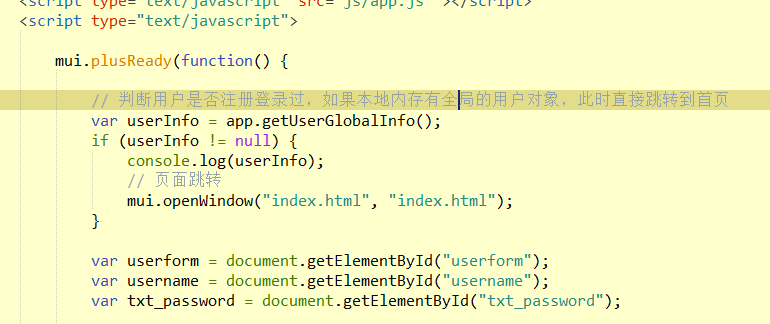 <script type="text/javascript" src="js/app.js"></script>
<script type="text/javascript">
mui.plusReady(function() {
// 判断用户是否注册登录过，如果本地内存有全局的用户对象，此时直接跳转到首页
var userInfo = app.getUserGlobalInfo();
if (userInfo != null) {
console.log(userInfo);
// 页面跳转
mui.openWindow("index.html", "index.html");
}
var userform = document.getElementById("userform");
var username = document.getElementById("username");
var txt_password = document.getElementById("txt_password");